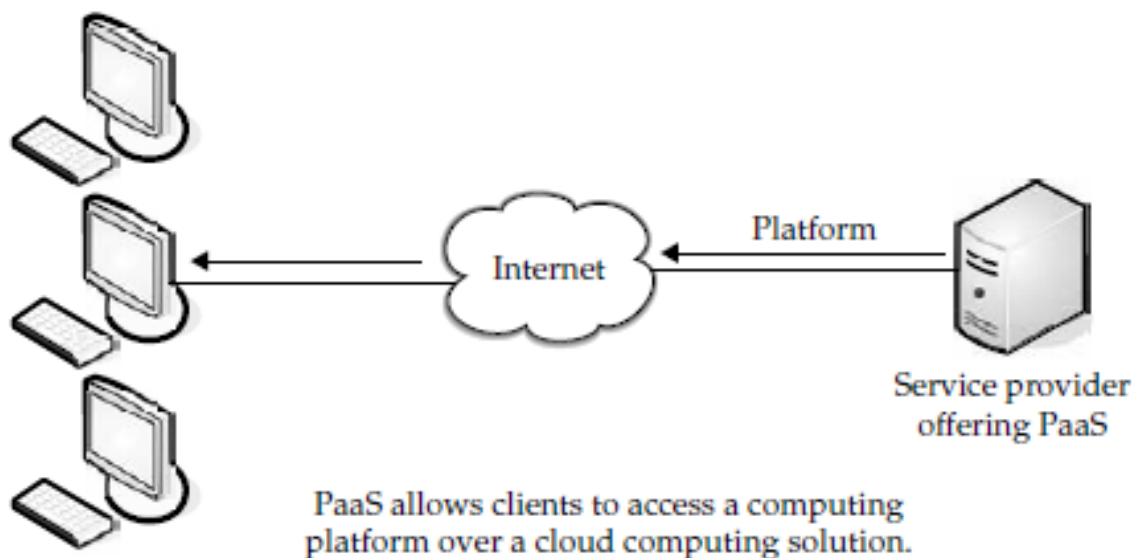 Platform
Internet
Service provider
offering PaaS
PaaS allows clients to access a computing
platform over a cloud computing solution.